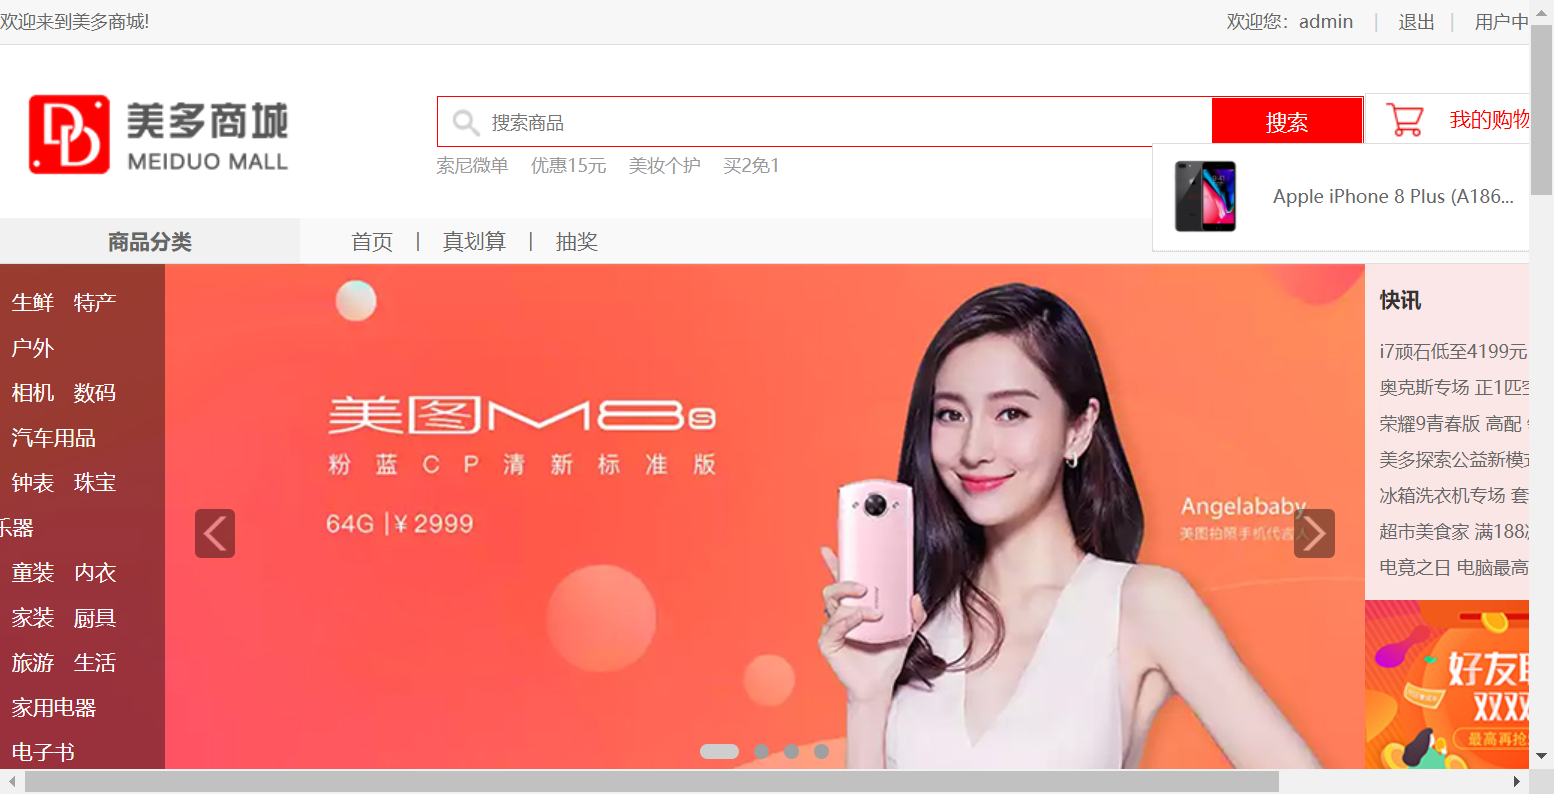 欢迎来到美多商城!
欢迎您：admin | 退出 | 用户中
美多商城
MEIDUO MALL
搜索商品
搜索
我的购物
索尼微单 优惠15元 美妆个护 买2免1
Apple iPhone 8 Plus (A186...
商品分类
首页 | 真划算 | 抽奖
生鲜 特产
户外
相机 数码
汽车用品
钟表 珠宝
乐器
童装 内衣
家装 厨具
旅游 生活
家用电器
电子书
美图M8s
粉蓝CP清新标准版
64G |¥ 2999
Angelababy
美图拍照手机代言人
快讯
i7顽石低至4199元
奥克斯专场 正1匹空
荣耀9青春版 高配
美多探索公益新模式
冰箱洗衣机专场 套
超市美食家 满188减
电竞之日 电脑最高
好友联
双双
最高再抢